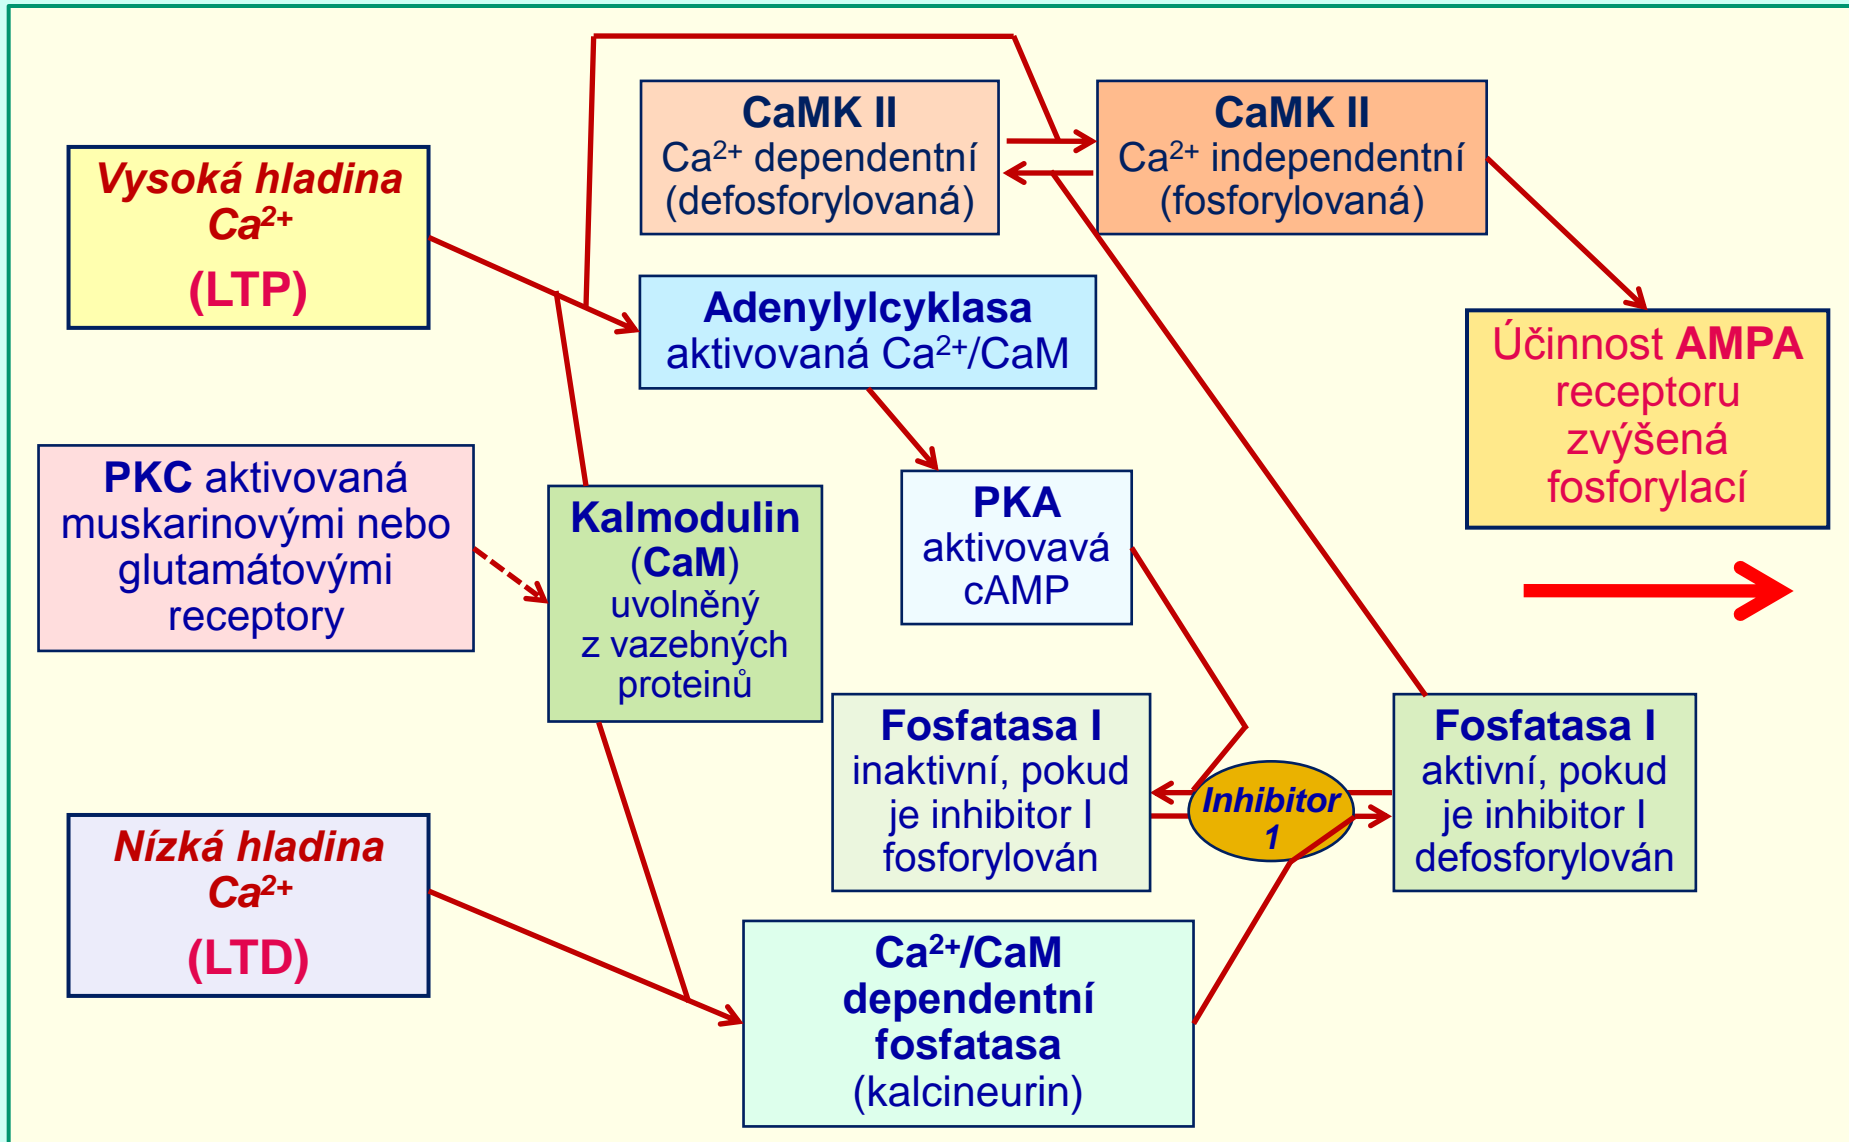 CaMK II
Ca²⁺ dependentní
(defosforylovaná)
CaMK II
Ca²⁺ independentní
(fosforylovaná)
Vysoká hladina
Ca²⁺
(LTP)
Adenylylcyklasa
aktivovaná Ca²⁺/CaM
Účinnost AMPA
receptoru
zvýšená
fosforylací
PKC aktivovaná
muskarinovými nebo
glutamátovými
receptory
Kalmodulin
(CaM)
uvolněný
z vazebných
proteinů
PKA
aktivovavá
cAMP
Fosfatasa I
inaktivní, pokud
je inhibitor I
fosforylován
Inhibitor
1
Fosfatasa I
aktivní, pokud
je inhibitor I
defosforylován
Nízká hladina
Ca²⁺
(LTD)
Ca²⁺/CaM
dependentní
fosfatasa
(kalcineurin)